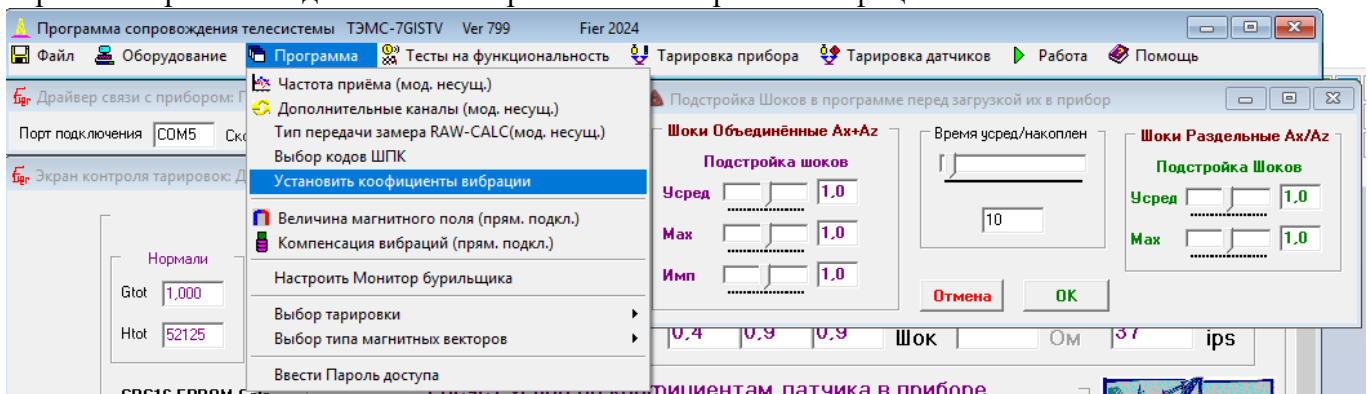 Программа сопровождения телесистемы ТЭМС-7GISTV Ver 799 Fier 2024
Файл Оборудование Программа Тесты на функциональность Тарировка прибора Тарировка датчиков Работа Помощь
Драйвер связи с прибором:
Порт подключения COM5
Экран контроля тарировок:
Нормали
Gtot 1,000
Htot 52125
Частота приёма (мод. несущ.)
Дополнительные каналы (мод. несущ.)
Тип передачи замера RAW-CALC(мод. несущ.)
Выбор кодов ШПК
Установить коофициенты вибрации
Величина магнитного поля (прям. подкл.)
Компенсация вибраций (прям. подкл.)
Настроить Монитор бурильщика
Выбор тарировки
Выбор типа магнитных векторов
Ввести Пароль доступа
Подстройка Шоков в программе перед загрузкой их в прибор
Шоки Объединённые Ax+Az
Подстройка шоков
Усред 1,0
Мах 1,0
Имп 1,0
Время усред/накоплен
10
Отмена OK
Шоки Раздельные Ax/Az
Подстройка Шоков
Усред 1,0
Мах 1,0
0,4 0,9 0,9 Шок Ом 37 ips